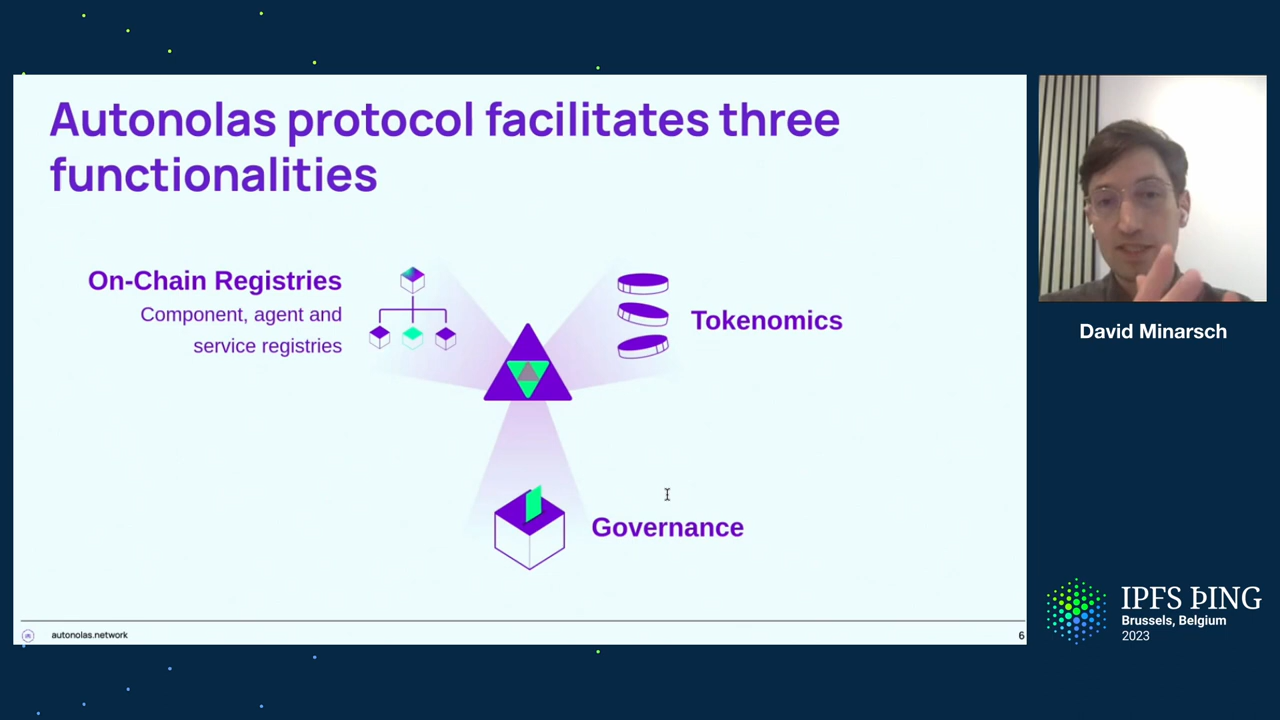 Autonolas protocol facilitates three
functionalities
On-Chain Registries
Component, agent and
service registries
Tokenomics
Governance
autonolas.network
6
David Minarsch
IPFS ÞING
Brussels, Belgium
2023